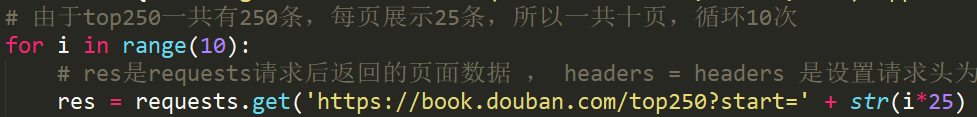 # 由于top250一共有250条，每页展示25条，所以一共十页，循环10次
for i in range(10):
# res是requests请求后返回的页面数据 ， headers = headers 是设置请求头为
res = requests.get('https://book.douban.com/top250?start=' + str(i*25)